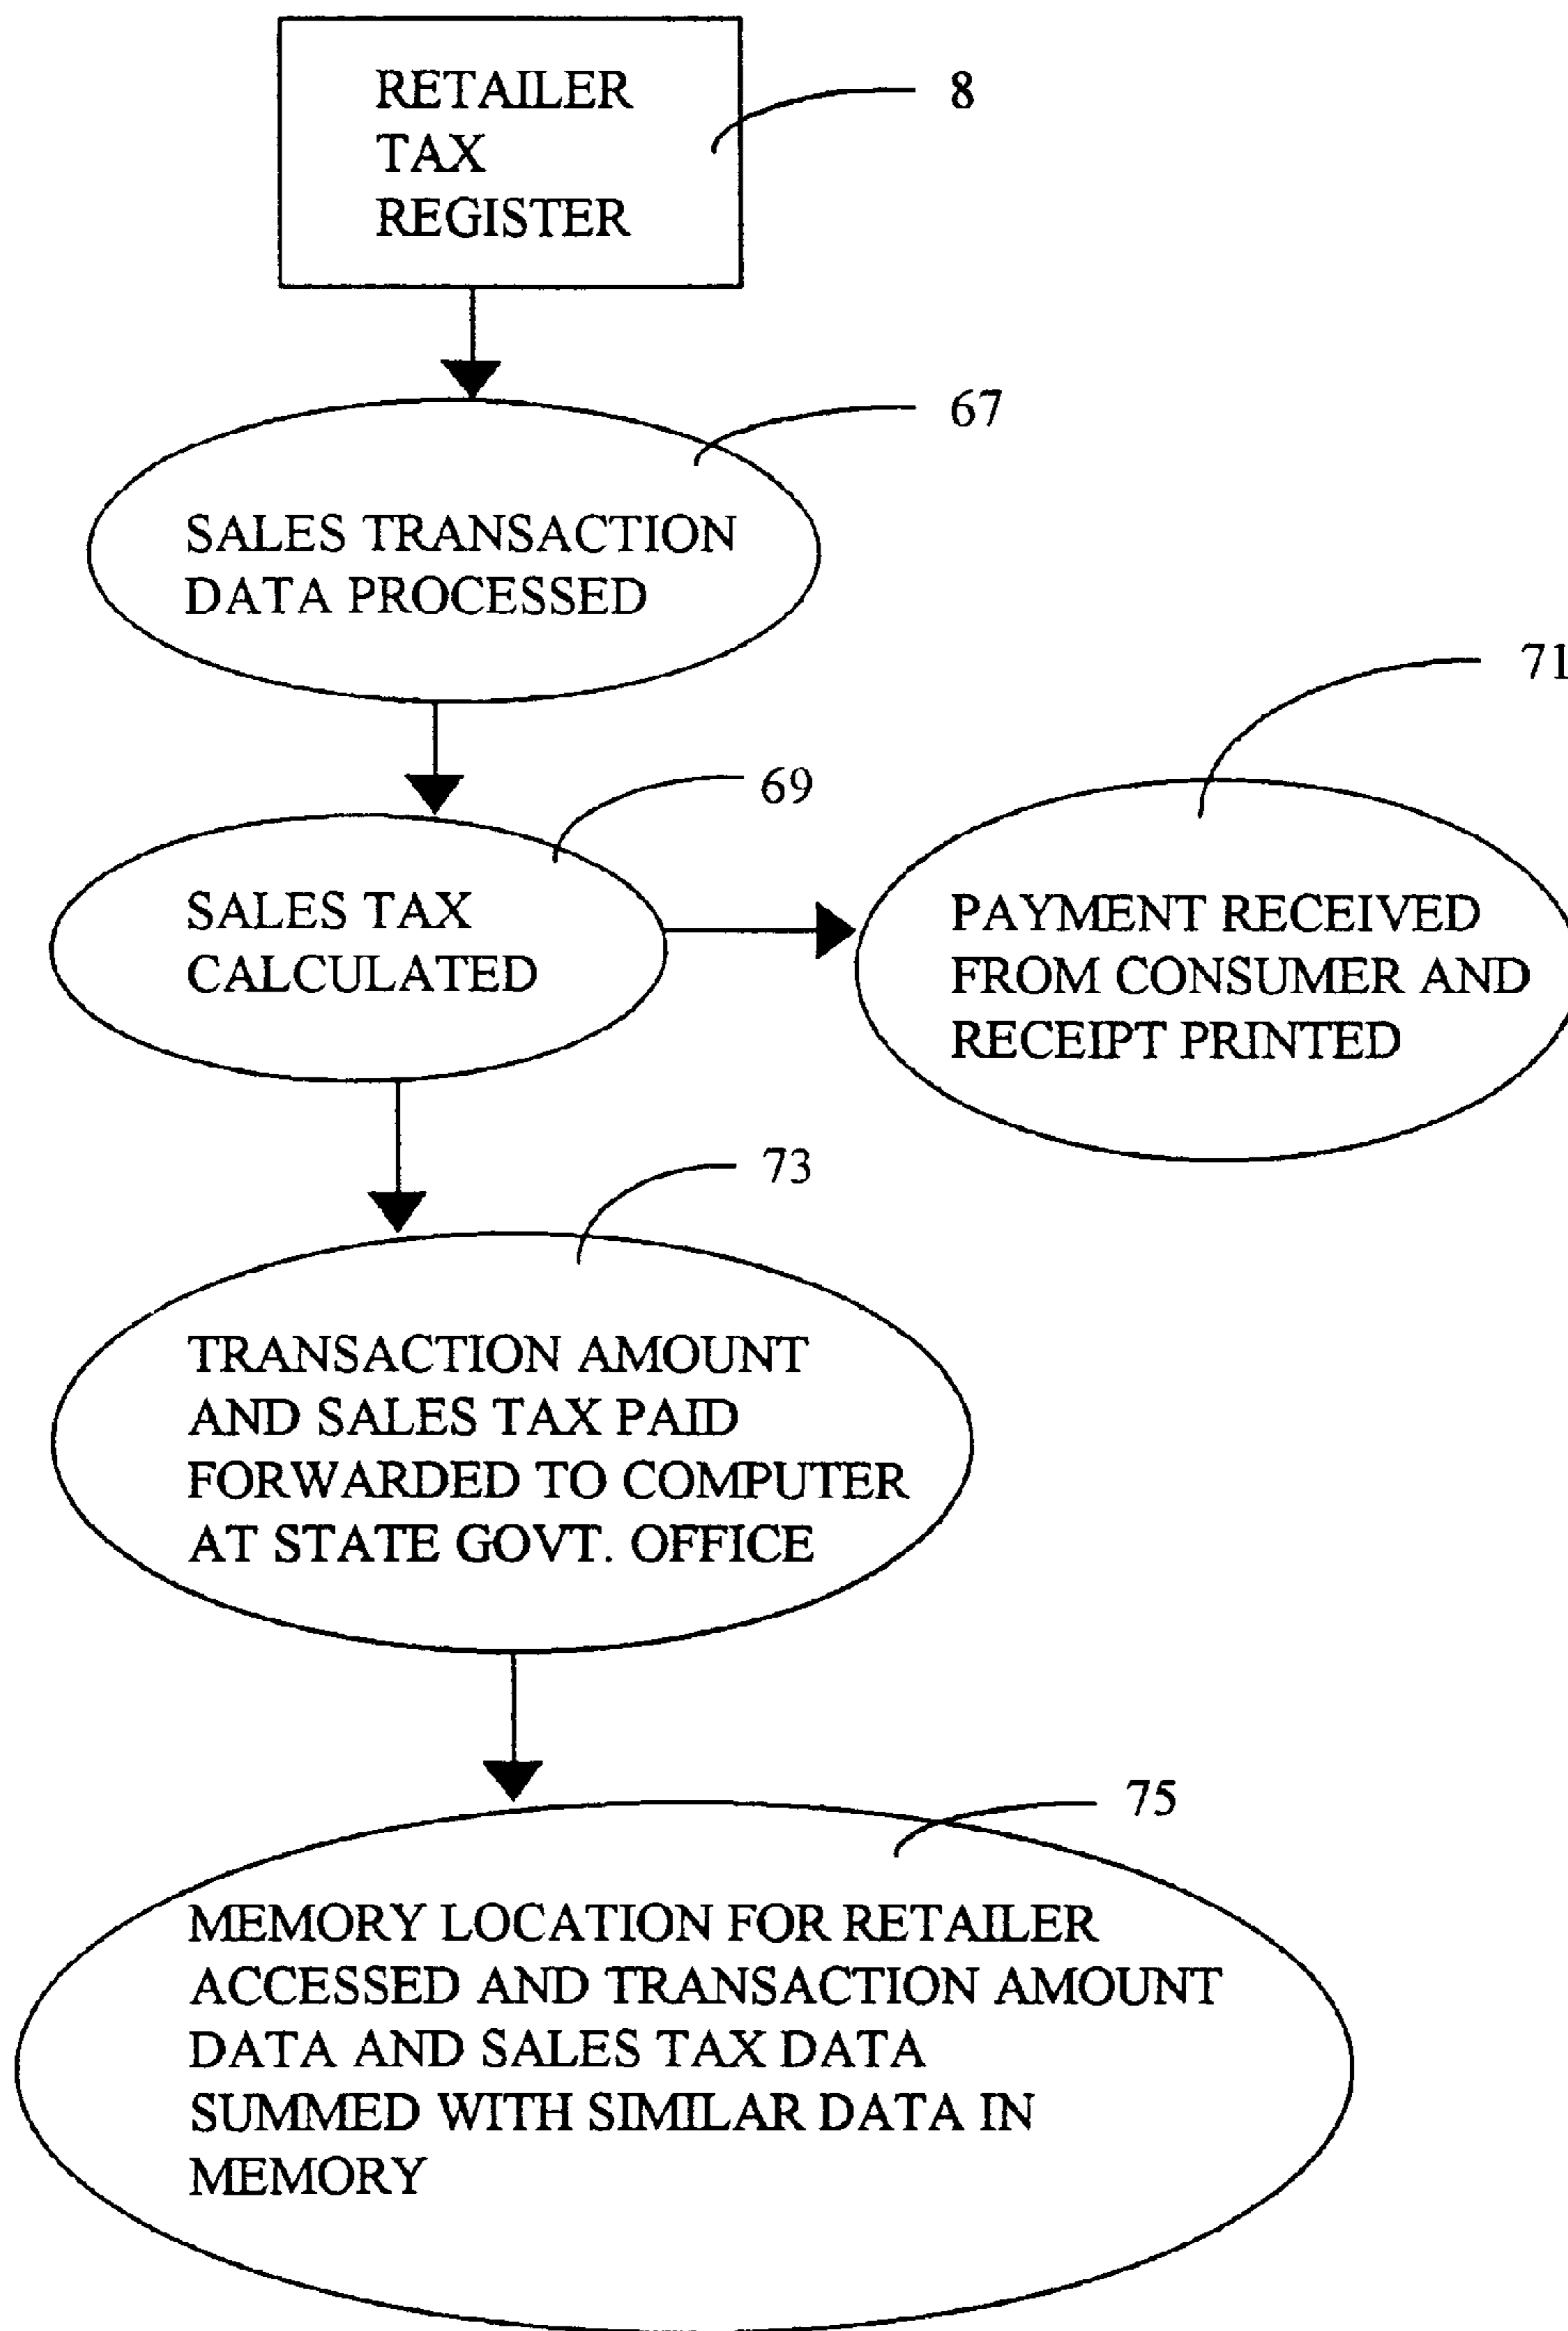 RETAILER
TAX
REGISTER
8
67
SALES TRANSACTION
DATA PROCESSED
71
69
SALES TAX
CALCULATED
PAYMENT RECEIVED
FROM CONSUMER AND
RECEIPT PRINTED
73
TRANSACTION AMOUNT
AND SALES TAX PAID
FORWARDED TO COMPUTER
AT STATE GOVT. OFFICE
75
MEMORY LOCATION FOR RETAILER
ACCESSED AND TRANSACTION AMOUNT
DATA AND SALES TAX DATA
SUMMED WITH SIMILAR DATA IN
MEMORY